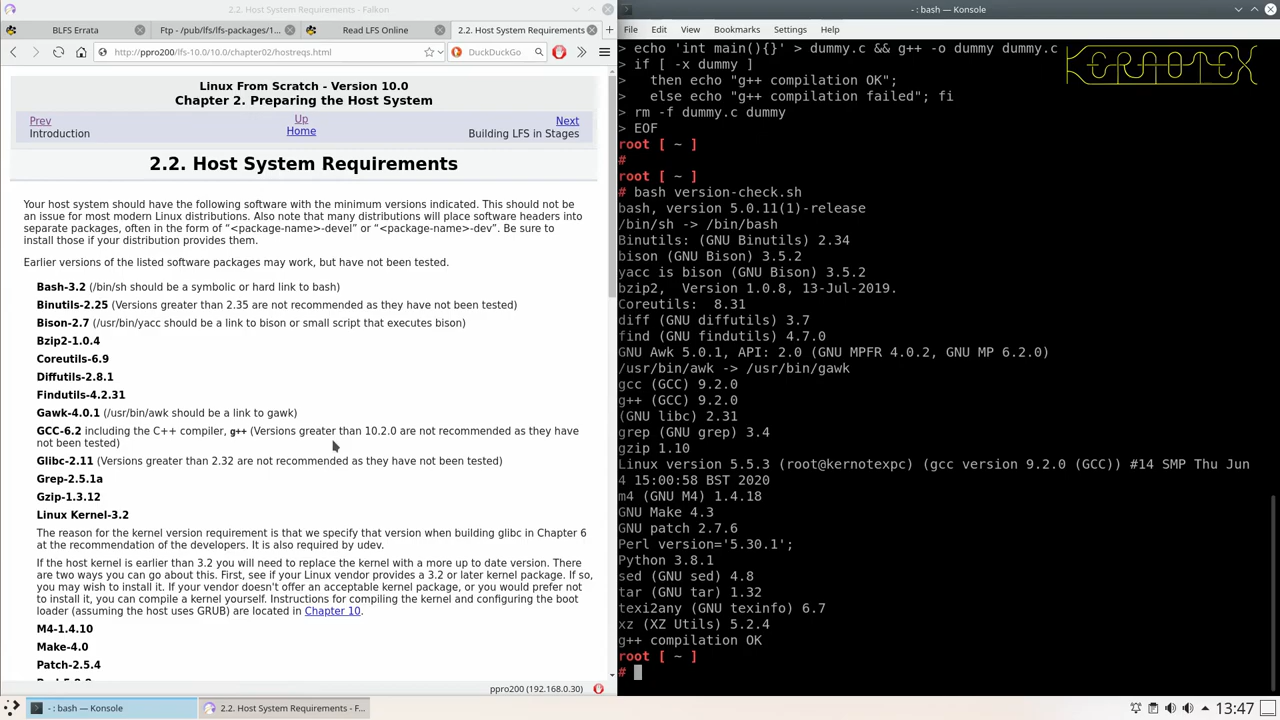 2.2. Host System Requirements - Falkon
BLFS Errata
Ftp - /pub/lfs/lfs-packages/1...
Read LFS Online
2.2. Host System Requirements
http://ppro200/lfs-10.0/10.0/chapter02/hostreqs.html
DuckDuckGo
Linux From Scratch - Version 10.0
Chapter 2. Preparing the Host System
Prev
Up
Next
Introduction
Home
Building LFS in Stages
2.2. Host System Requirements
Your host system should have the following software with the minimum versions indicated. This should not be
an issue for most modern Linux distributions. Also note that many distributions will place software headers into
separate packages, often in the form of “<package-name>-devel” or “<package-name>-dev”. Be sure to
install those if your distribution provides them.
Earlier versions of the listed software packages may work, but have not been tested.
Bash-3.2 (/bin/sh should be a symbolic or hard link to bash)
Binutils-2.25 (Versions greater than 2.35 are not recommended as they have not been tested)
Bison-2.7 (/usr/bin/yacc should be a link to bison or small script that executes bison)
Bzip2-1.0.4
Coreutils-6.9
Diffutils-2.8.1
Findutils-4.2.31
Gawk-4.0.1 (/usr/bin/awk should be a link to gawk)
GCC-6.2 including the C++ compiler, g++ (Versions greater than 10.2.0 are not recommended as they have
not been tested)
Glibc-2.11 (Versions greater than 2.32 are not recommended as they have not been tested)
Grep-2.5.1a
Gzip-1.3.12
Linux Kernel-3.2
The reason for the kernel version requirement is that we specify that version when building glibc in Chapter 6
at the recommendation of the developers. It is also required by udev.
If the host kernel is earlier than 3.2 you will need to replace the kernel with a more up to date version. There
are two ways you can go about this. First, see if your Linux vendor provides a 3.2 or later kernel package. If so,
you may wish to install it. If your vendor doesn't offer an acceptable kernel package, or you would prefer not
to install it, you can compile a kernel yourself. Instructions for compiling the kernel and configuring the boot
loader (assuming the host uses GRUB) are located in Chapter 10.
M4-1.4.10
Make-4.0
Patch-2.5.4
ppro200 (192.168.0.30)
- : bash — Konsole
File Edit View Bookmarks Settings Help
> echo 'int main(){}' > dummy.c && g++ -o dummy dummy.c
> if [ -x dummy ]
>   then echo "g++ compilation OK";
>   else echo "g++ compilation failed"; fi
> rm -f dummy.c dummy
> EOF
root [ ~ ]
#
root [ ~ ]
# bash version-check.sh
bash, version 5.0.11(1)-release
/bin/sh -> /bin/bash
Binutils: (GNU Binutils) 2.34
bison (GNU Bison) 3.5.2
yacc is bison (GNU Bison) 3.5.2
bzip2,  Version 1.0.8, 13-Jul-2019.
Coreutils:  8.31
diff (GNU diffutils) 3.7
find (GNU findutils) 4.7.0
GNU Awk 5.0.1, API: 2.0 (GNU MPFR 4.0.2, GNU MP 6.2.0)
/usr/bin/awk -> /usr/bin/gawk
gcc (GCC) 9.2.0
g++ (GCC) 9.2.0
(GNU libc) 2.31
grep (GNU grep) 3.4
gzip 1.10
Linux version 5.5.3 (root@kernotexpc) (gcc version 9.2.0 (GCC)) #14 SMP Thu Jun
4 15:00:58 BST 2020
m4 (GNU M4) 1.4.18
GNU Make 4.3
GNU patch 2.7.6
Perl version='5.30.1';
Python 3.8.1
sed (GNU sed) 4.8
tar (GNU tar) 1.32
texi2any (GNU texinfo) 6.7
xz (XZ Utils) 5.2.4
g++ compilation OK
root [ ~ ]
#
KERNOTEX
- : bash — Konsole
2.2. Host System Requirements - F...
13:47